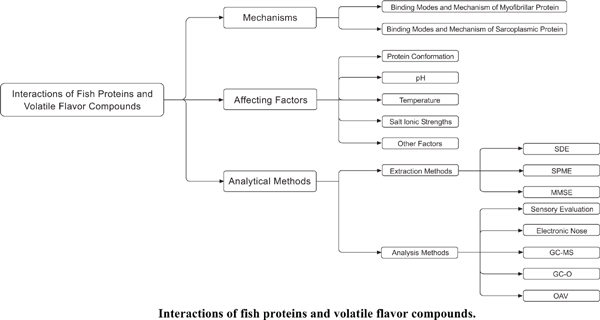 Interactions of Fish Proteins and
Volatile Flavor Compounds
Mechanisms
Binding Modes and Mechanism of Myofibrillar Protein
Binding Modes and Mechanism of Sarcoplasmic Protein
Affecting Factors
Protein Conformation
pH
Temperature
Salt Ionic Strengths
Other Factors
Analytical Methods
Extraction Methods
SDE
SPME
MMSE
Analysis Methods
Sensory Evaluation
Electronic Nose
GC-MS
GC-O
OAV
Interactions of fish proteins and volatile flavor compounds.